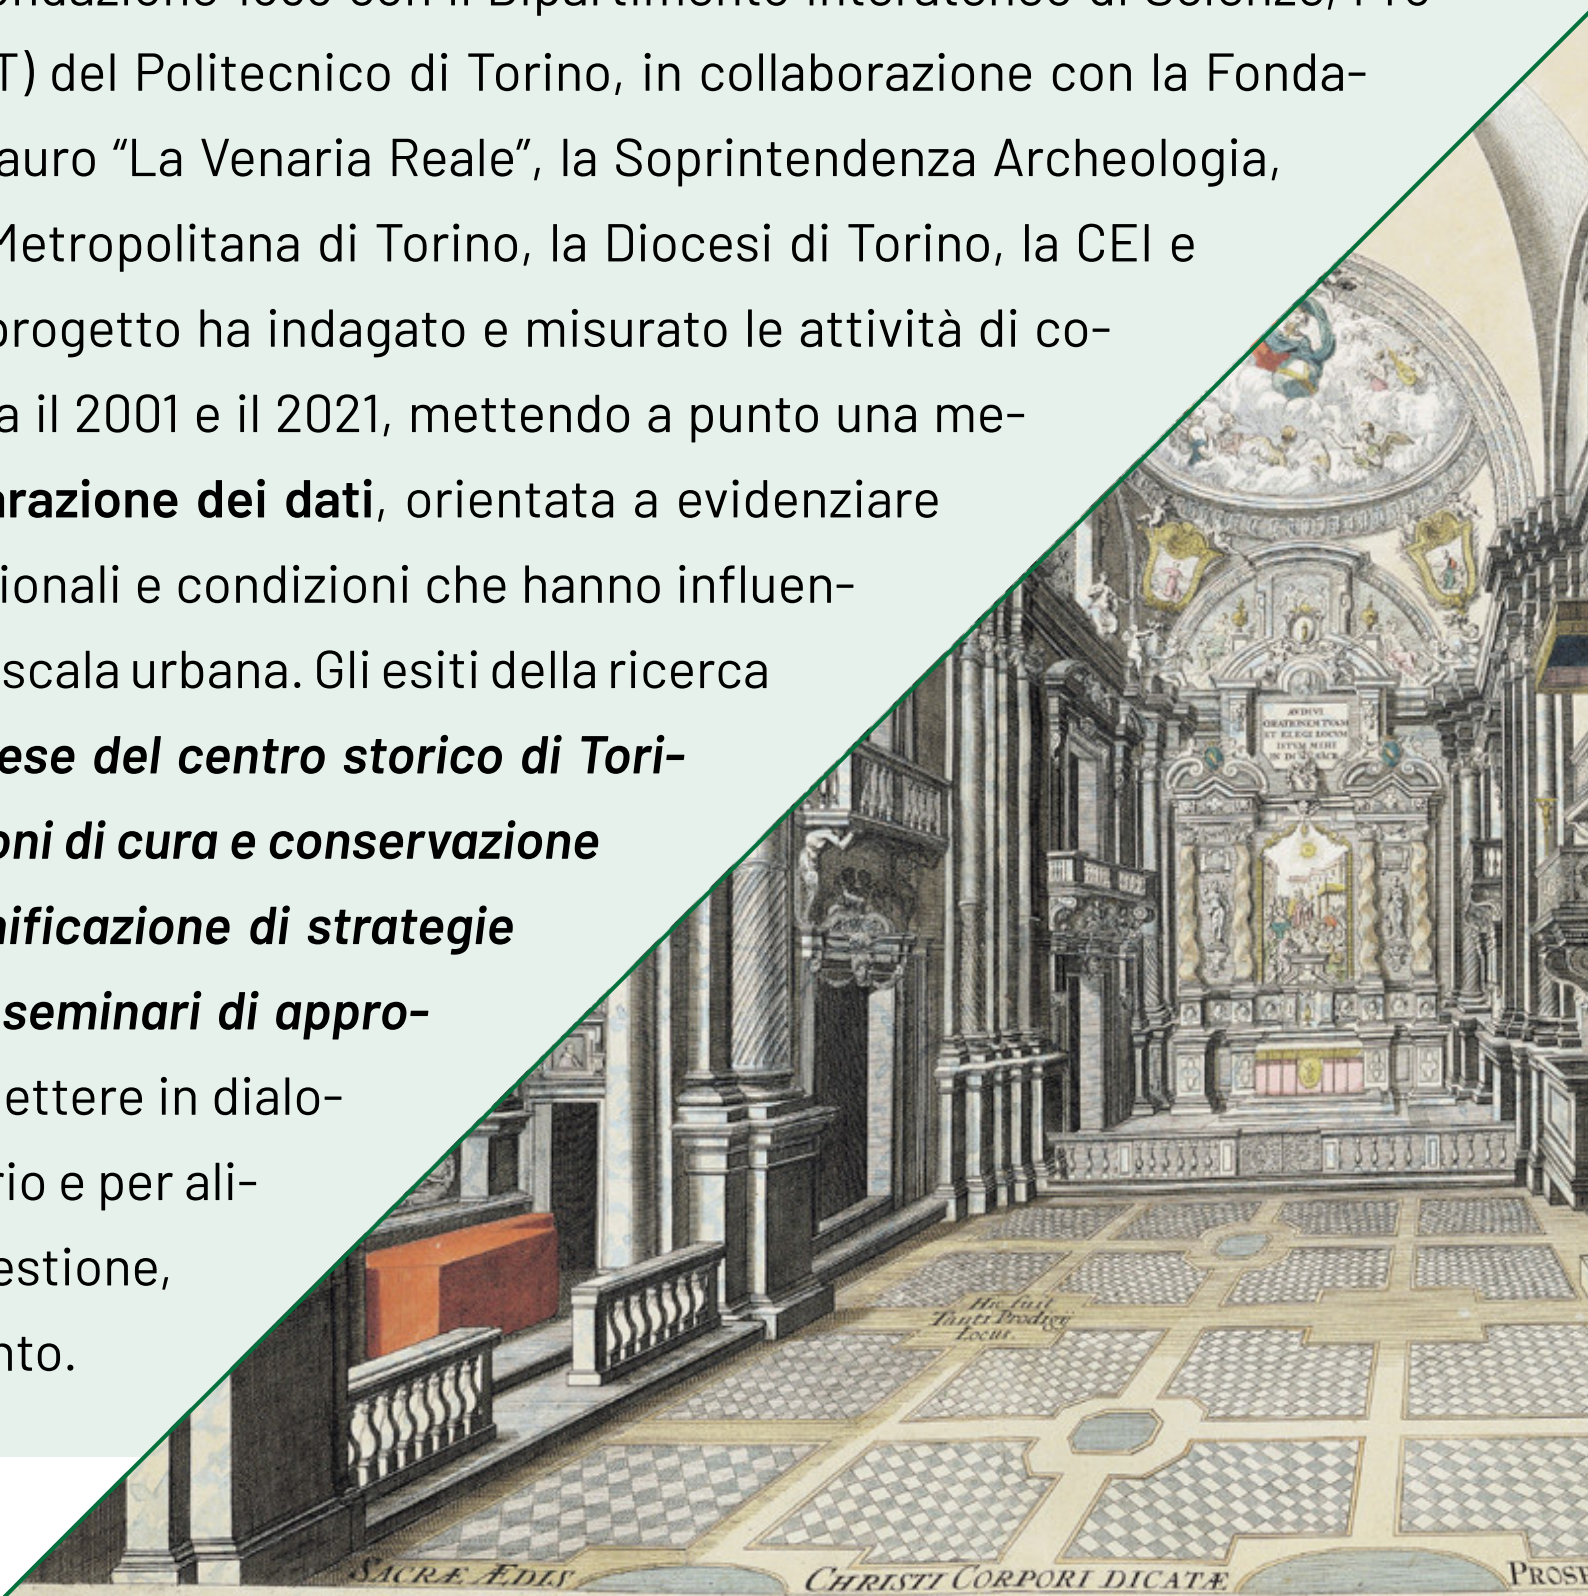 T) del Politecnico di Torino, in collaborazione con la Fonda-
auro “La Venaria Reale”, la Soprintendenza Archeologia,
Metropolitana di Torino, la Diocesi di Torino, la CEI e
progetto ha indagato e misurato le attività di co-
a il 2001 e il 2021, mettendo a punto una me-
arazione dei dati, orientata a evidenziare
ionali e condizioni che hanno influen-
scala urbana. Gli esiti della ricerca
ese del centro storico di Tori-
oni di cura e conservazione
nificazione di strategie
seminari di appro-
ettere in dialo-
rio e per ali-
estione,
nto.
AVDIVI
ORATIONEM TVAM
ET ELEGI LOCVM
ISTVM MIHI
Hic fuit
Tanti Prodigÿ
Locus.
SACRÆ ÆDIS CHRISTI CORPORI DICATÆ PROSP